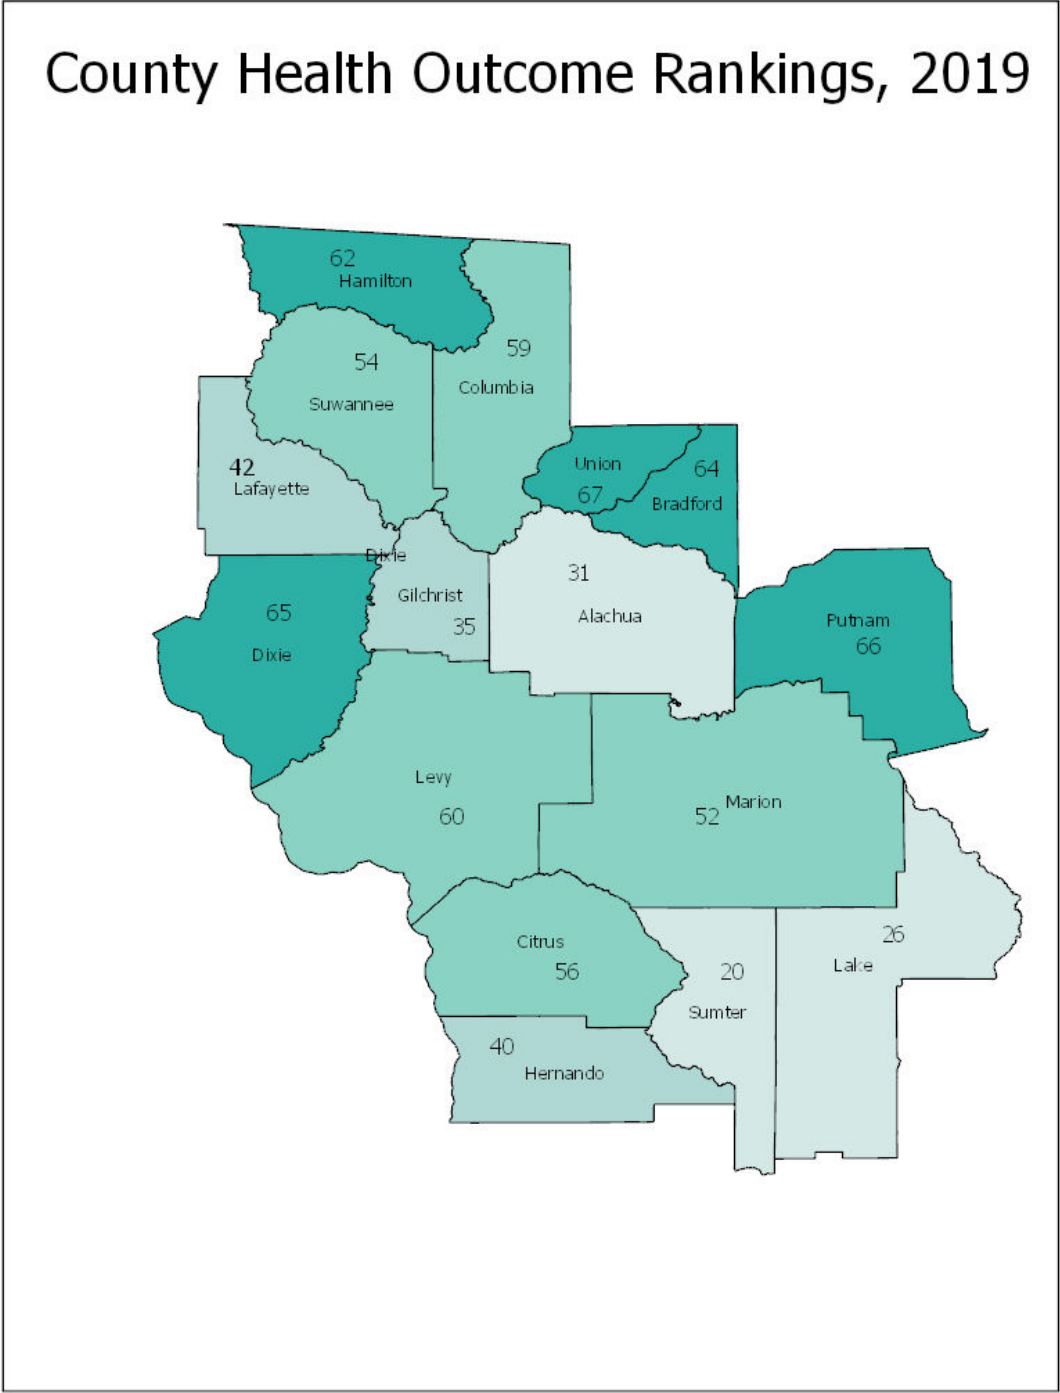 County Health Outcome Rankings, 2019
62
Hamilton
59
Columbia
54
Suwannee
42
Lafayette
Union
67
64
Bradford
Dixie
Gilchrist
35
31
Alachua
65
Dixie
Putnam
66
Levy
60
52
Marion
Citrus
56
20
Sumter
26
Lake
40
Hernando